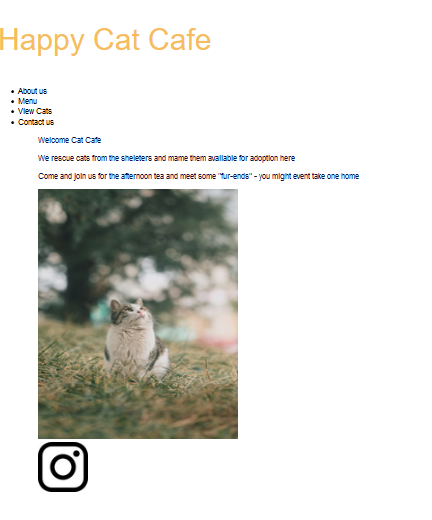 Happy Cat Cafe
About us
Menu
View Cats
Contact us
Welcome Cat Cafe
We rescue cats from the sheleters and mame them available for adoption here
Come and join us for the afternoon tea and meet some "fur-ends" - you might event take one home